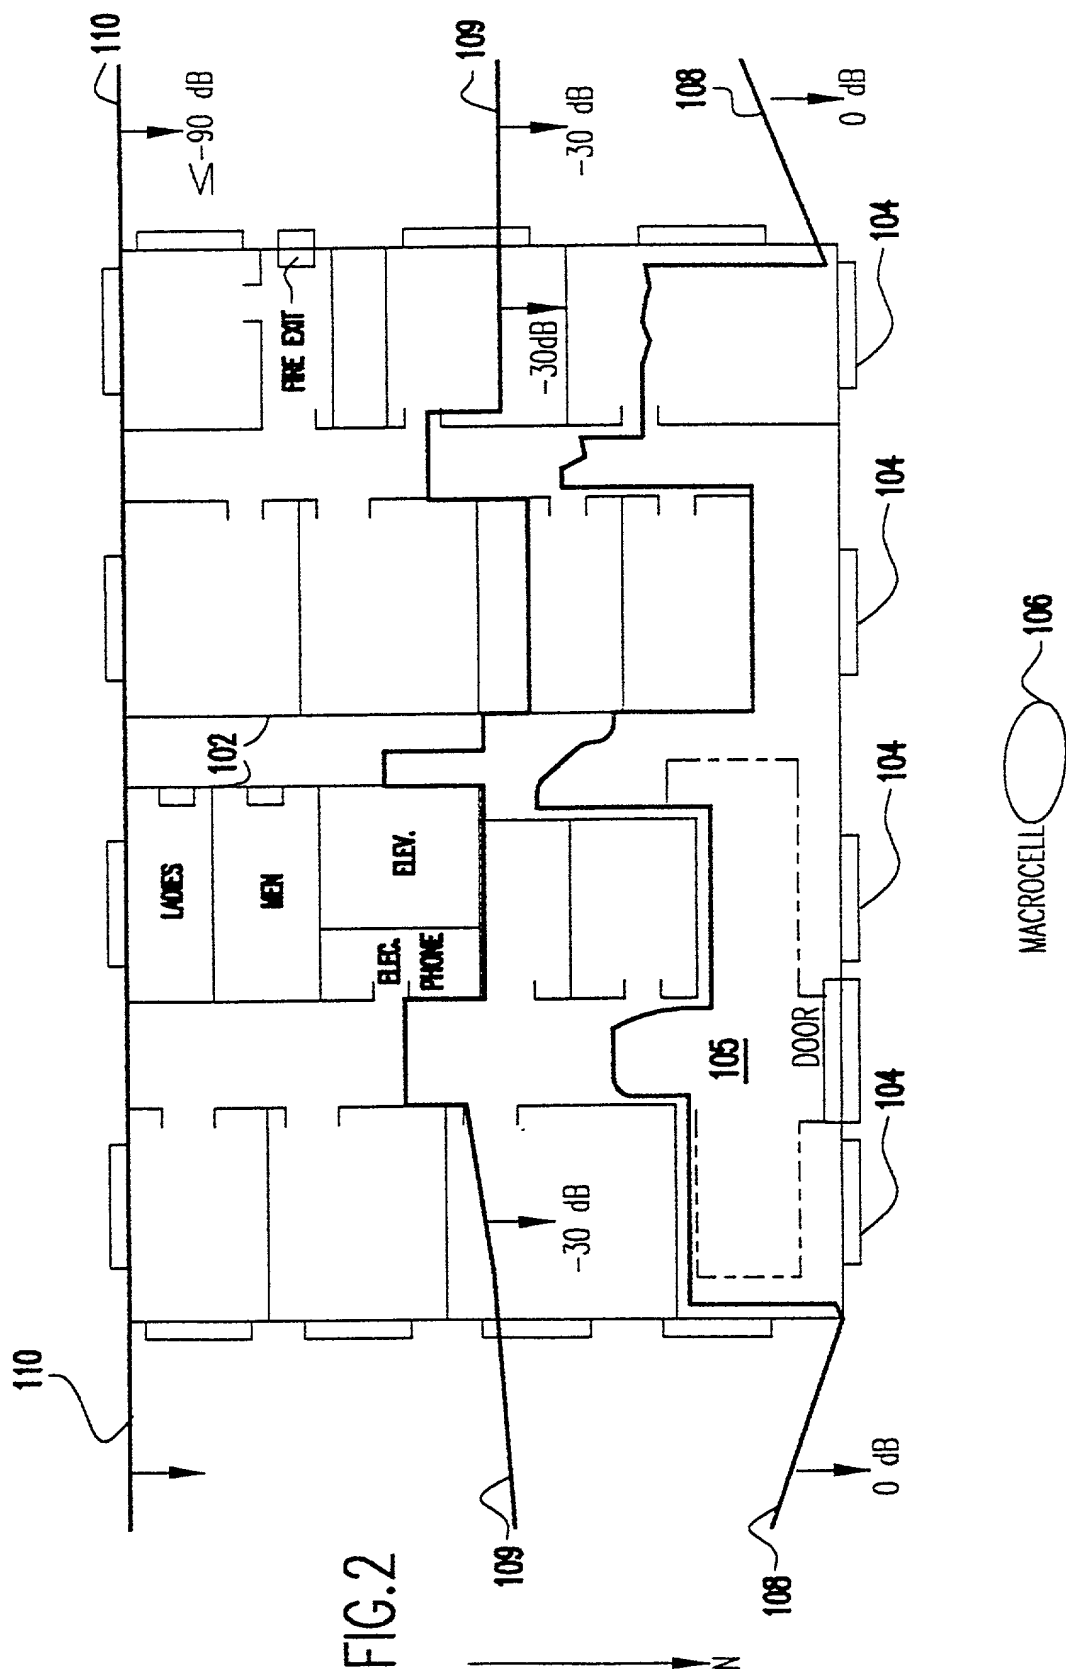 110
109
108
≤-90 dB
-30 dB
0 dB
104
FIRE EXIT
-30dB
104
102
106
MACROCELL
104
LADIES
MEN
ELEV.
ELEC.
PHONE
105
DOOR
104
-30 dB
110
109
108
0 dB
FIG.2
N